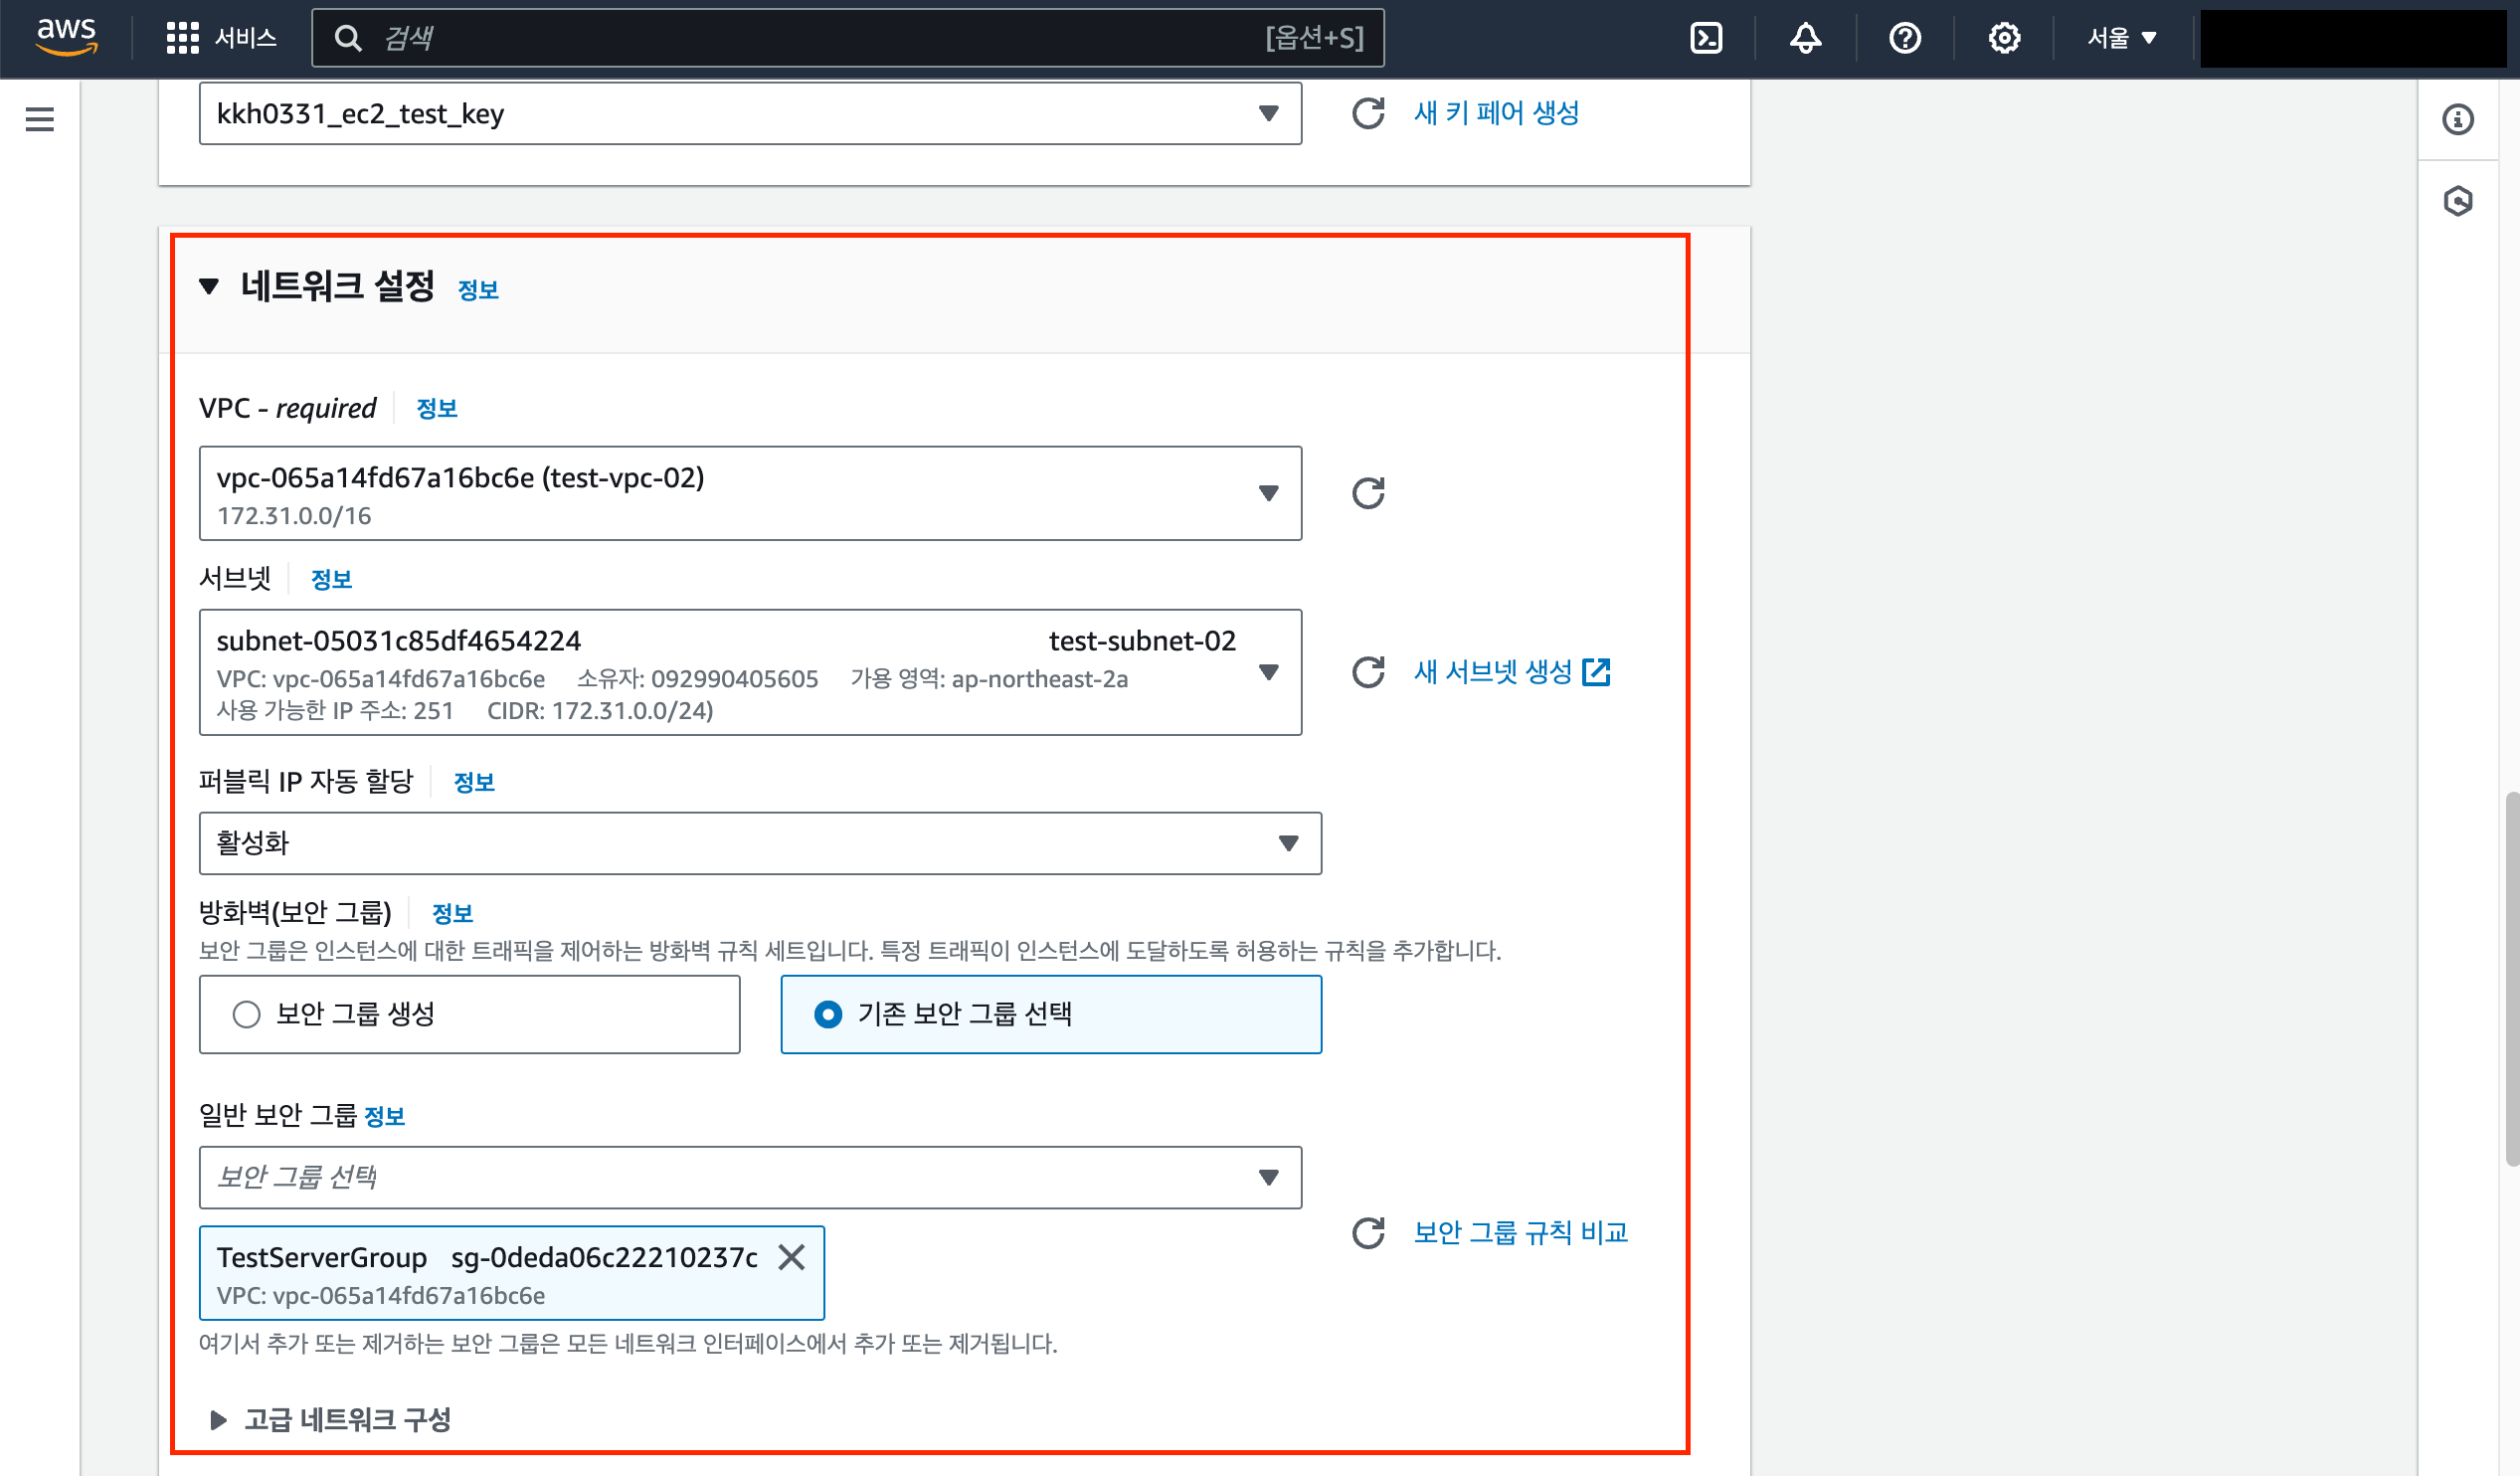 aws
서비스
검색
[옵션+S]
서울
kkh0331_ec2_test_key
새 키 페어 생성
네트워크 설정 정보
VPC - required 정보
vpc-065a14fd67a16bc6e (test-vpc-02)
172.31.0.0/16
서브넷 정보
subnet-05031c85df4654224 test-subnet-02
VPC: vpc-065a14fd67a16bc6e 소유자: 092990405605 가용 영역: ap-northeast-2a
사용 가능한 IP 주소: 251 CIDR: 172.31.0.0/24)
새 서브넷 생성
퍼블릭 IP 자동 할당 정보
활성화
방화벽(보안 그룹) 정보
보안 그룹은 인스턴스에 대한 트래픽을 제어하는 방화벽 규칙 세트입니다. 특정 트래픽이 인스턴스에 도달하도록 허용하는 규칙을 추가합니다.
보안 그룹 생성
기존 보안 그룹 선택
일반 보안 그룹 정보
보안 그룹 선택
TestServerGroup sg-0deda06c22210237c
VPC: vpc-065a14fd67a16bc6e
보안 그룹 규칙 비교
여기서 추가 또는 제거하는 보안 그룹은 모든 네트워크 인터페이스에서 추가 또는 제거됩니다.
고급 네트워크 구성